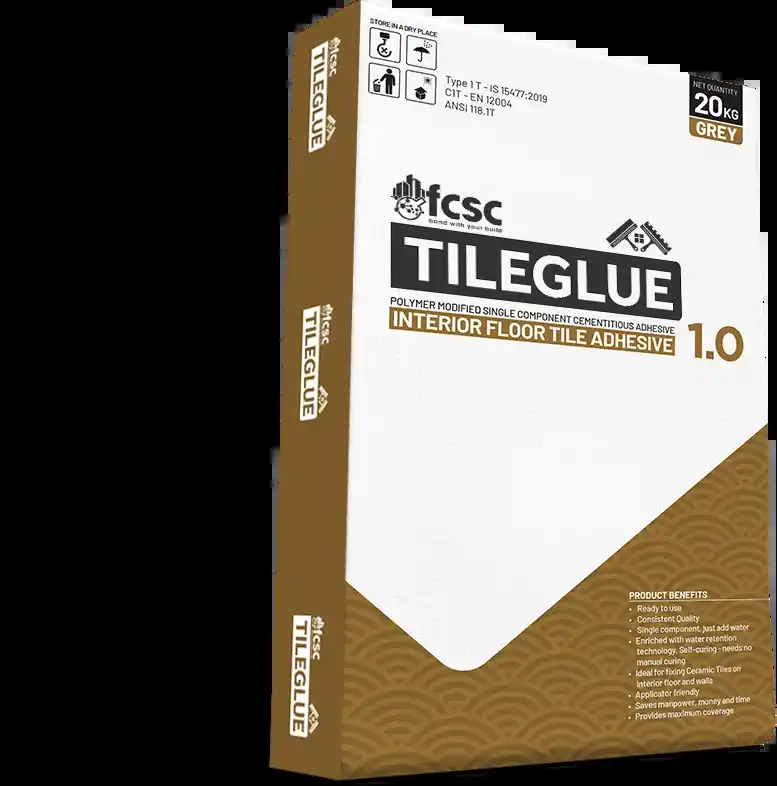 STORE IN A DRY PLACE
Type 1 T - IS 15477:2019
C1T - EN 12004
ANSI 118.1T
NET QUANTITY
20KG
GREY
fcsc
bond with your build
TILEGLUE
POLYMER MODIFIED SINGLE COMPONENT CEMENTITIOUS ADHESIVE
INTERIOR FLOOR TILE ADHESIVE
1.0
PRODUCT BENEFITS
• Ready to use
• Consistent Quality
• Single component, just add water
• Enriched with water retention
technology. Self-curing - needs no
manual curing
• Ideal for fixing Ceramic Tiles on
Interior floor and walls
• Applicator friendly
• Saves manpower, money and time
• Provides maximum coverage
fcsc
TILEGLUE
fcsc
TILEGLUE
fcsc
TILEGLUE